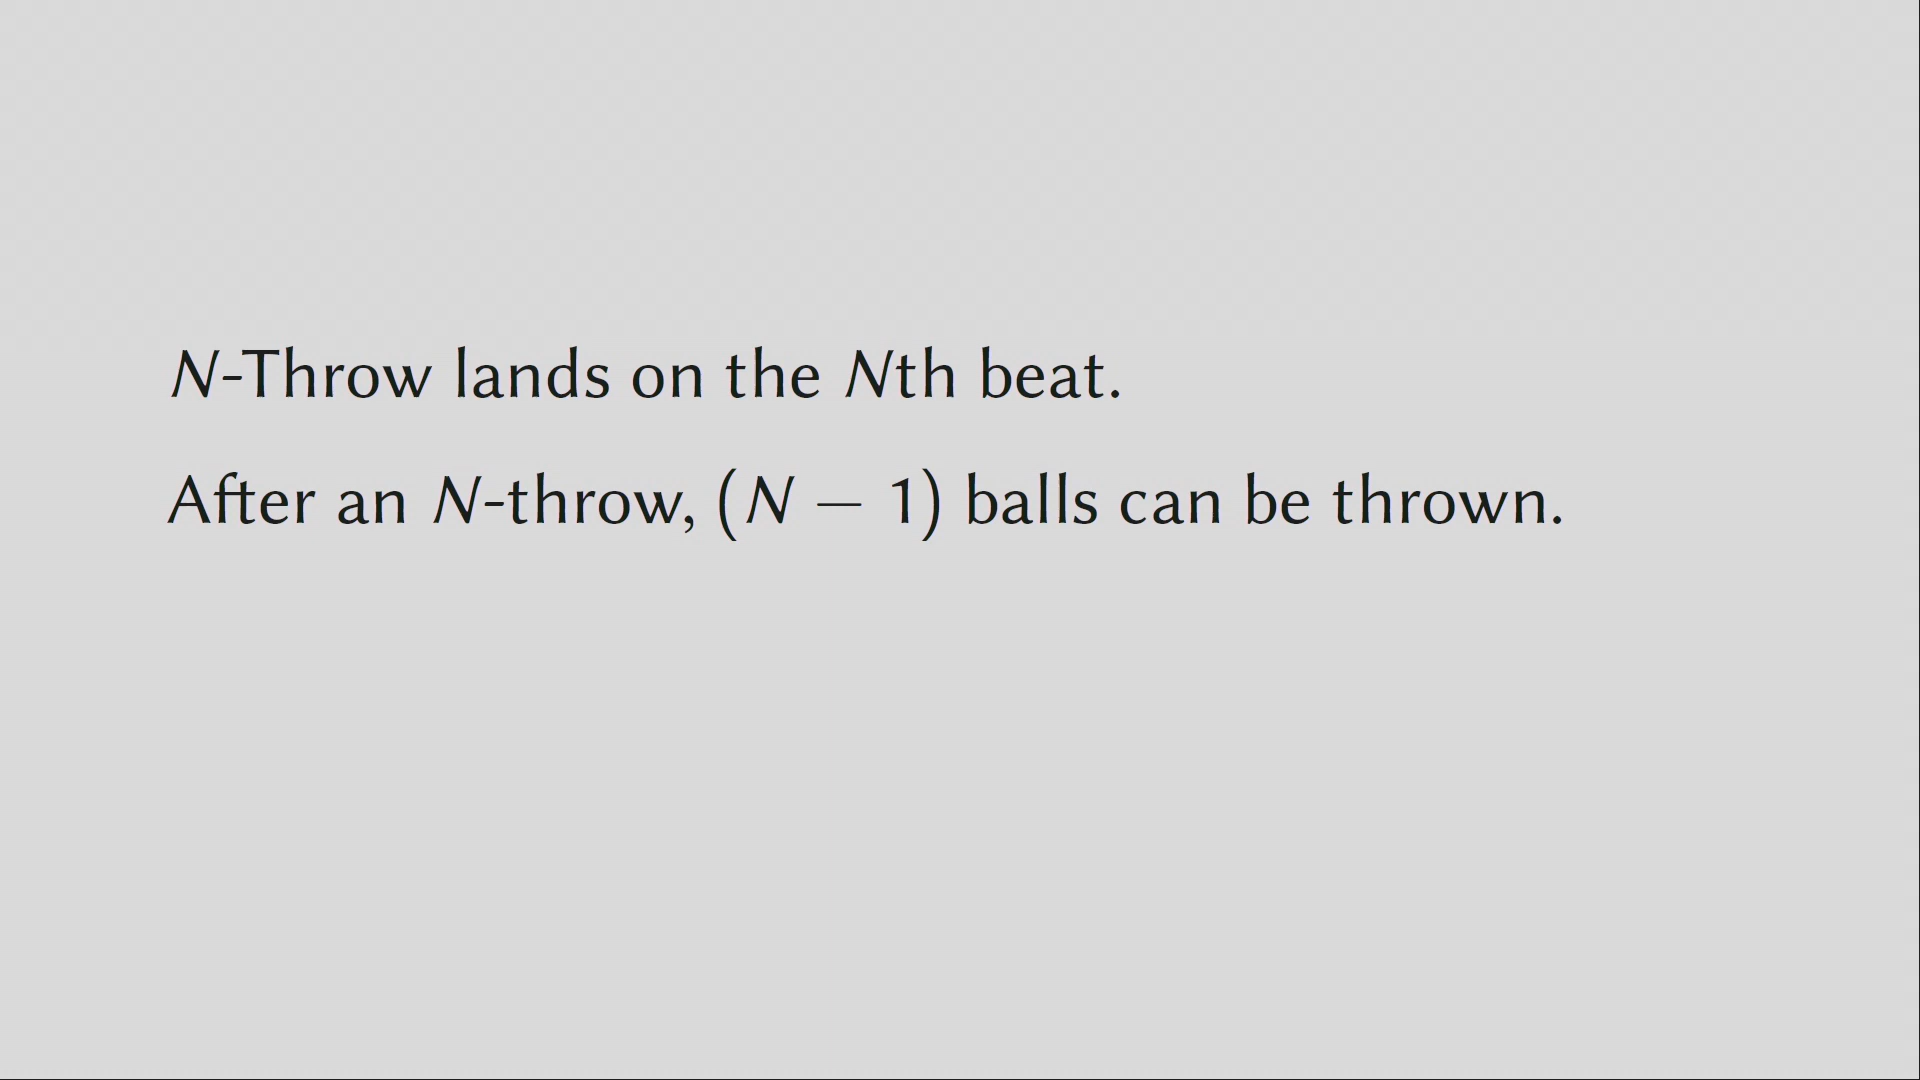 N-Throw lands on the Nth beat.
After an N-throw, (N − 1) balls can be thrown.